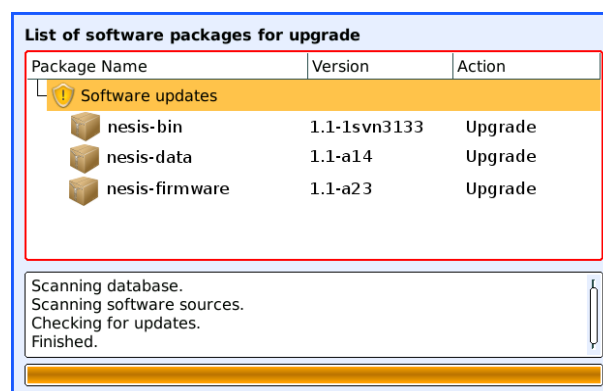 List of software packages for upgrade
Package Name Version Action
Software updates
nesis-bin 1.1-1svn3133 Upgrade
nesis-data 1.1-a14 Upgrade
nesis-firmware 1.1-a23 Upgrade
Scanning database.
Scanning software sources.
Checking for updates.
Finished.